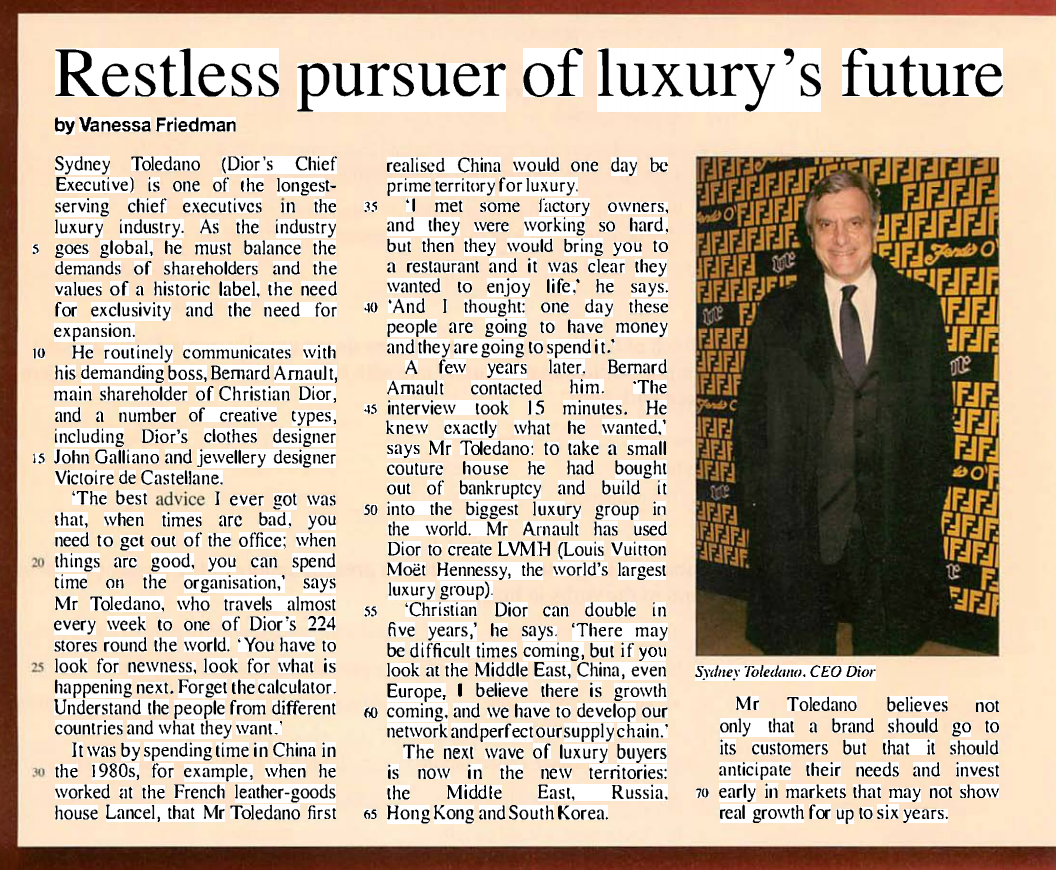 Restless pursuer of luxury's future
by Vanessa Friedman
Sydney Toledano (Dior's Chief
Executive) is one of the longest-
serving chief executives in the
luxury industry. As the industry
5 goes global, he must balance the
demands of shareholders and the
values of a historic label, the need
for exclusivity and the need for
expansion.
10 He routinely communicates with
his demanding boss, Bernard Arnault,
main shareholder of Christian Dior,
and a number of creative types,
including Dior's clothes designer
15 John Galliano and jewellery designer
Victoire de Castellane.
'The best advice I ever got was
that, when times are bad, you
need to get out of the office; when
20 things are good, you can spend
time on the organisation,' says
Mr Toledano, who travels almost
every week to one of Dior's 224
stores round the world. 'You have to
25 look for newness, look for what is
happening next. Forget the calculator.
Understand the people from different
countries and what they want.'
It was by spending time in China in
30 the 1980s, for example, when he
worked at the French leather-goods
house Lancel, that Mr Toledano first
realised China would one day be
prime territory for luxury.
35 'I met some factory owners,
and they were working so hard,
but then they would bring you to
a restaurant and it was clear they
wanted to enjoy life,' he says.
40 'And I thought: one day these
people are going to have money
and they are going to spend it.'
A few years later, Bernard
Arnault contacted him. 'The
45 interview took 15 minutes. He
knew exactly what he wanted,'
says Mr Toledano: to take a small
couture house he had bought
out of bankruptcy and build it
50 into the biggest luxury group in
the world. Mr Arnault has used
Dior to create LVMH (Louis Vuitton
Moët Hennessy, the world's largest
luxury group).
55 'Christian Dior can double in
five years,' he says. 'There may
be difficult times coming, but if you
look at the Middle East, China, even
Europe, I believe there is growth
60 coming, and we have to develop our
network and perfect our supply chain.'
The next wave of luxury buyers
is now in the new territories:
the Middle East, Russia,
65 Hong Kong and South Korea.
Sydney Toledano, CEO Dior
Mr Toledano believes not
only that a brand should go to
its customers but that it should
anticipate their needs and invest
70 early in markets that may not show
real growth for up to six years.